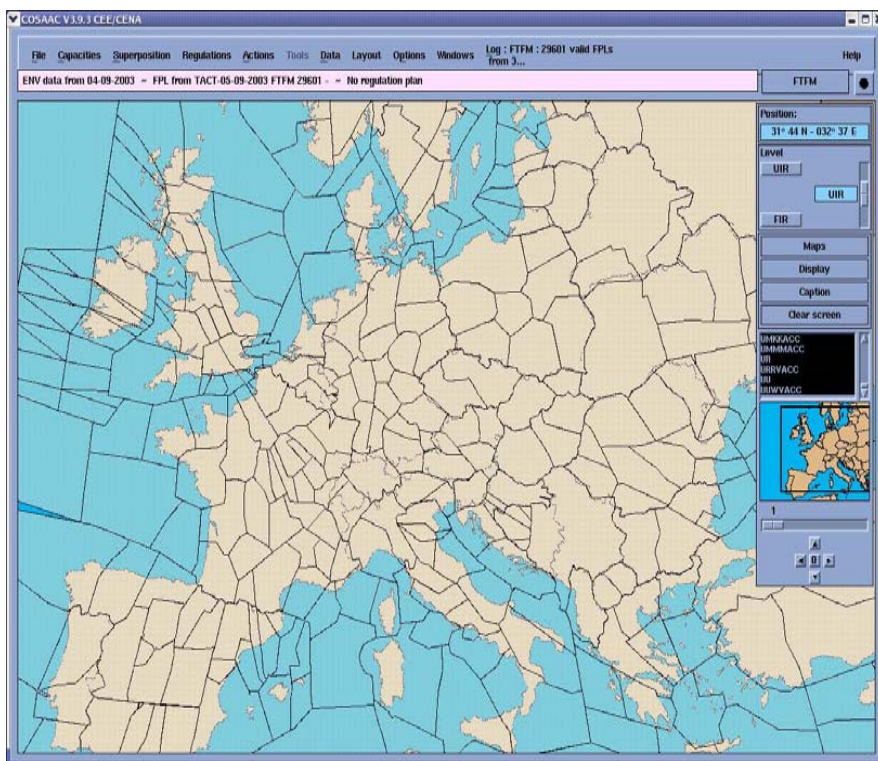 COSAAC V3.9.3 CEE/CENA
File Capacities Superposition Regulations Actions Tools Data Layout Options Windows Log : FTFM : 29601 valid FPLs
from 3...
Help
ENV data from 04-09-2003 ~ FPL from TACT-05-09-2003 FTFM 29601 - ~ No regulation plan
FTFM
Position:
31° 44 N - 032° 37 E
Level
UIR
UIR
FIR
Maps
Display
Caption
Clear screen
UMKKACC
UMMMACC
URRVACC
UU
UUWVACC
1
0